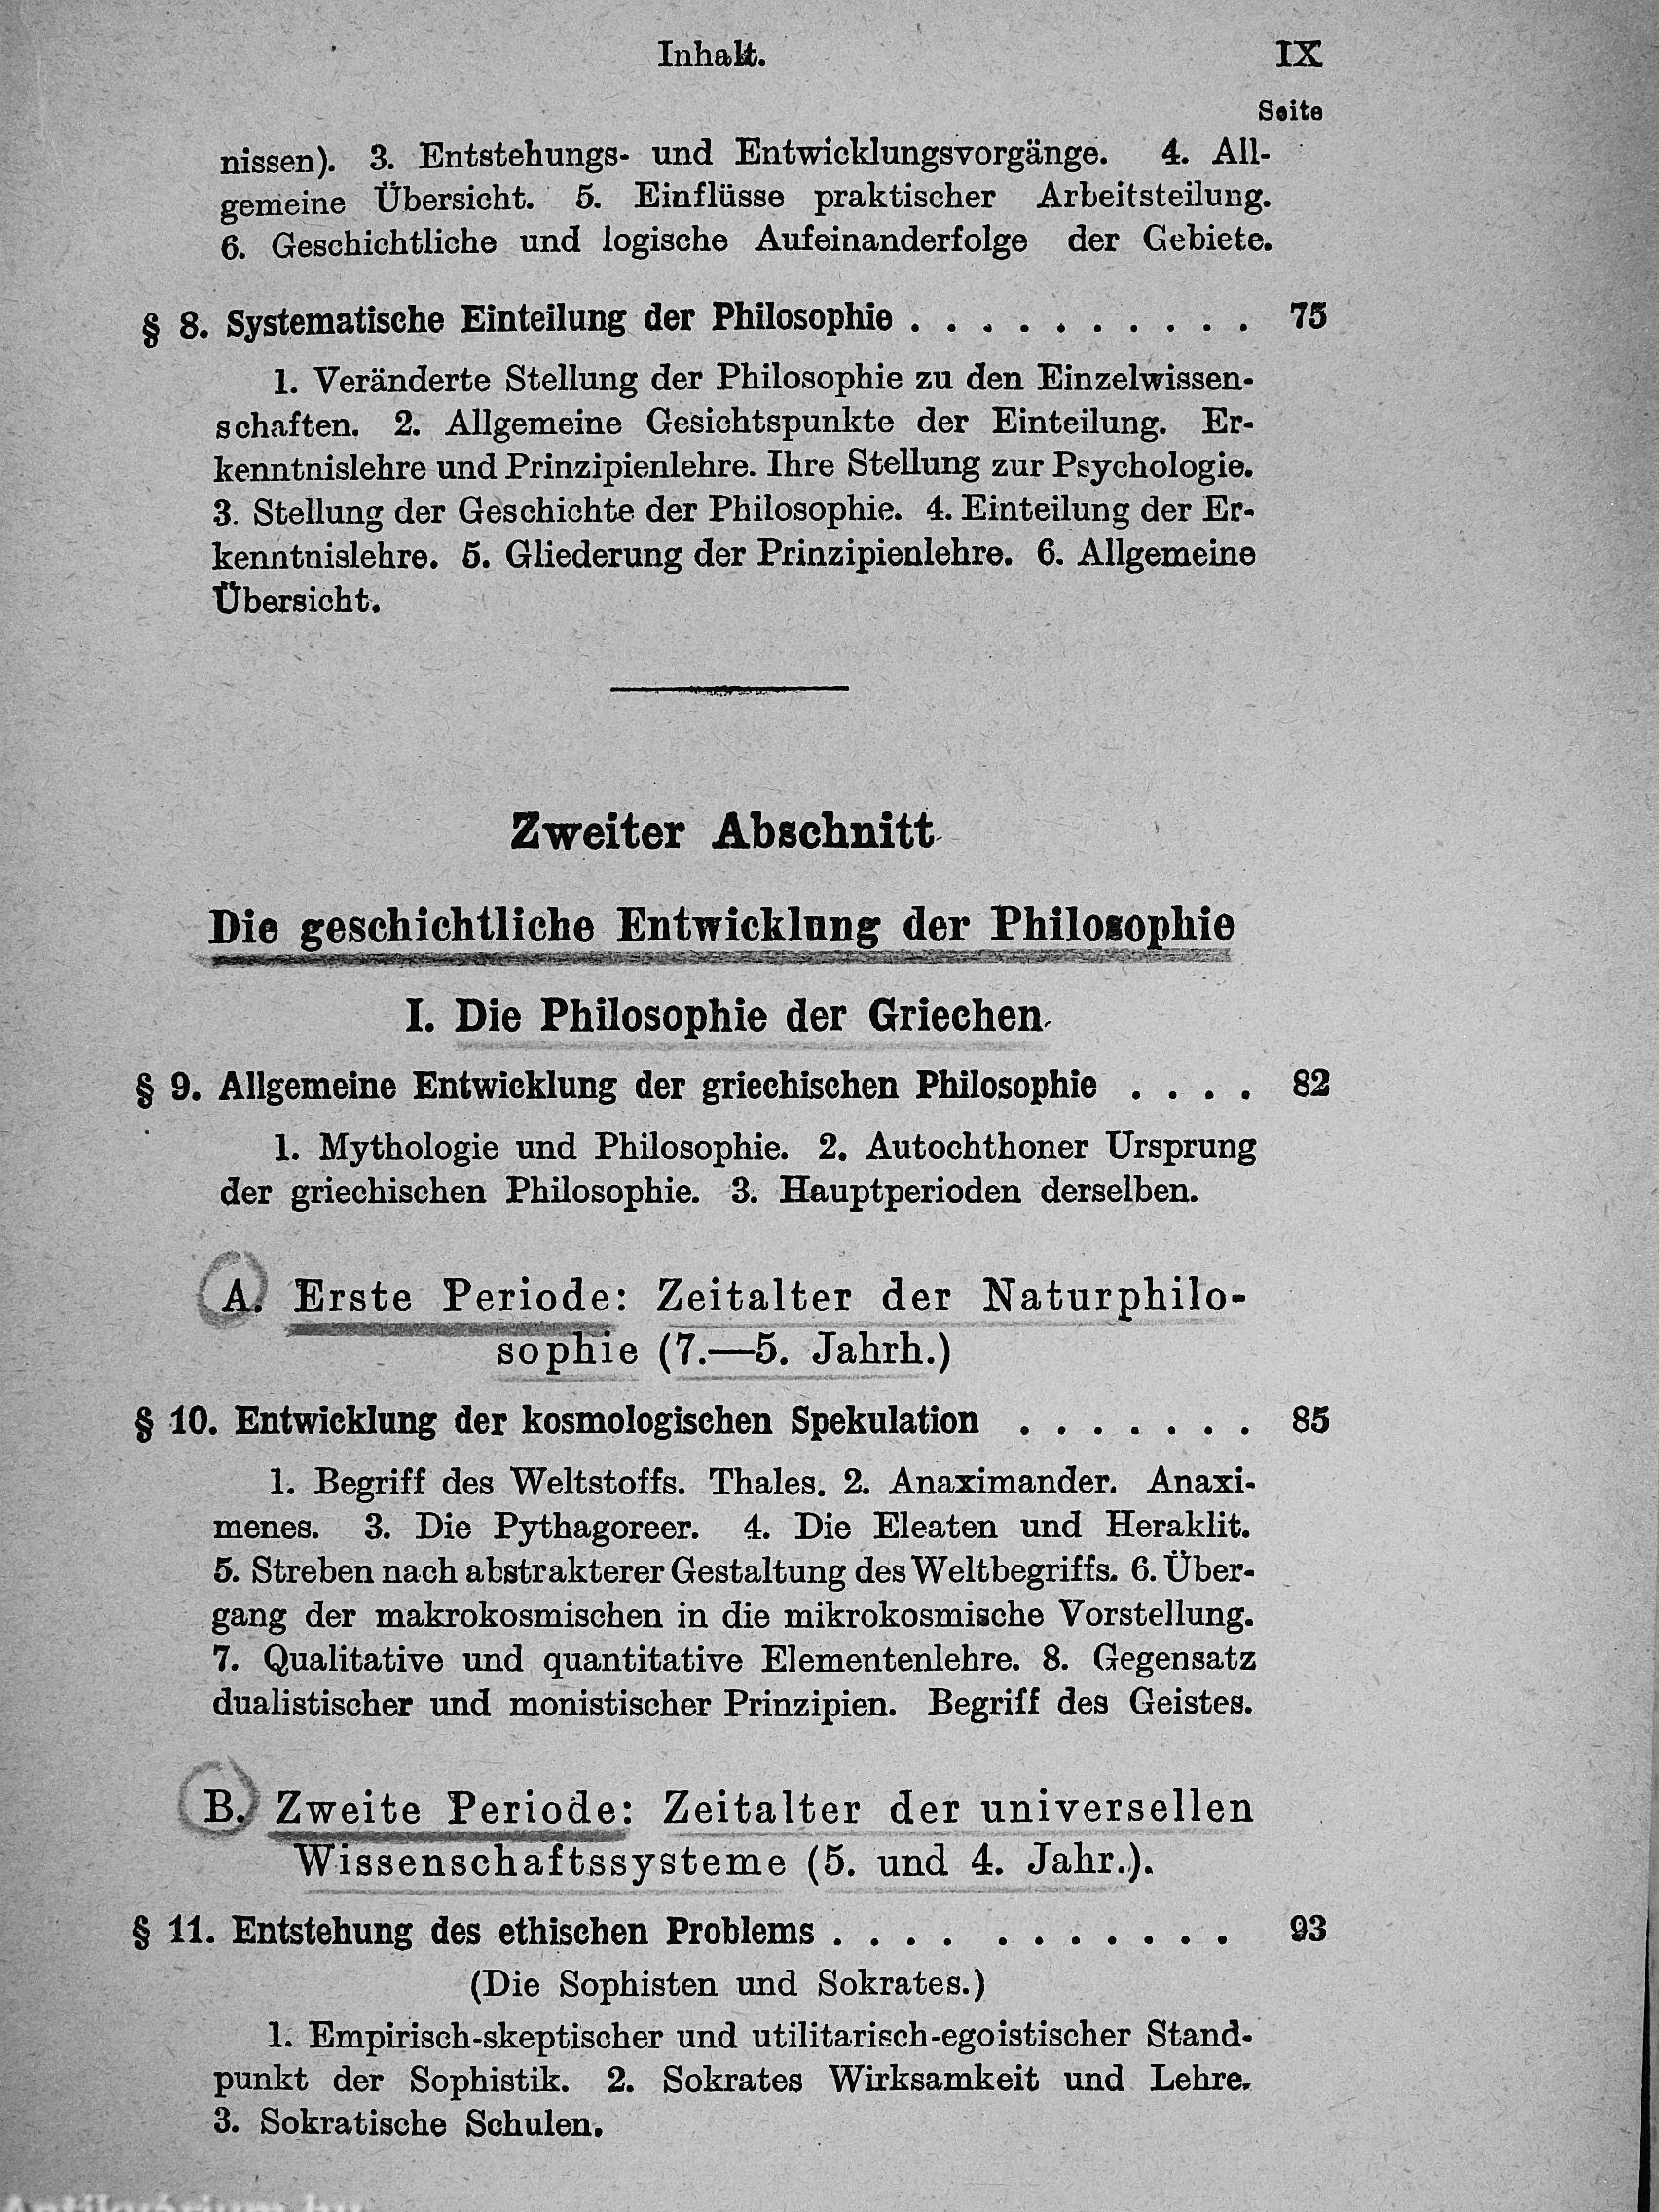 Inhalt. IX
Seite
nissen). 3. Entstehungs- und Entwicklungsvorgänge. 4. All-
gemeine Übersicht. 5. Einflüsse praktischer Arbeitsteilung.
6. Geschichtliche und logische Aufeinanderfolge der Gebiete.
§ 8. Systematische Einteilung der Philosophie . . . . . . . . . . 75
1. Veränderte Stellung der Philosophie zu den Einzelwissen-
schaften. 2. Allgemeine Gesichtspunkte der Einteilung. Er-
kenntnislehre und Prinzipienlehre. Ihre Stellung zur Psychologie.
3. Stellung der Geschichte der Philosophie. 4. Einteilung der Er-
kenntnislehre. 5. Gliederung der Prinzipienlehre. 6. Allgemeine
Übersicht.
Zweiter Abschnitt
Die geschichtliche Entwicklung der Philosophie
I. Die Philosophie der Griechen
§ 9. Allgemeine Entwicklung der griechischen Philosophie . . . . 82
1. Mythologie und Philosophie. 2. Autochthoner Ursprung
der griechischen Philosophie. 3. Hauptperioden derselben.
A. Erste Periode: Zeitalter der Naturphilo-
sophie (7.—5. Jahrh.)
§ 10. Entwicklung der kosmologischen Spekulation . . . . . . . 85
1. Begriff des Weltstoffs. Thales. 2. Anaximander. Anaxi-
menes. 3. Die Pythagoreer. 4. Die Eleaten und Heraklit.
5. Streben nach abstrakterer Gestaltung des Weltbegriffs. 6. Über-
gang der makrokosmischen in die mikrokosmische Vorstellung.
7. Qualitative und quantitative Elementenlehre. 8. Gegensatz
dualistischer und monistischer Prinzipien. Begriff des Geistes.
B. Zweite Periode: Zeitalter der universellen
Wissenschaftssysteme (5. und 4. Jahr.).
§ 11. Entstehung des ethischen Problems . . . . . . . . . . . 93
(Die Sophisten und Sokrates.)
1. Empirisch-skeptischer und utilitarisch-egoistischer Stand-
punkt der Sophistik. 2. Sokrates Wirksamkeit und Lehre.
3. Sokratische Schulen.